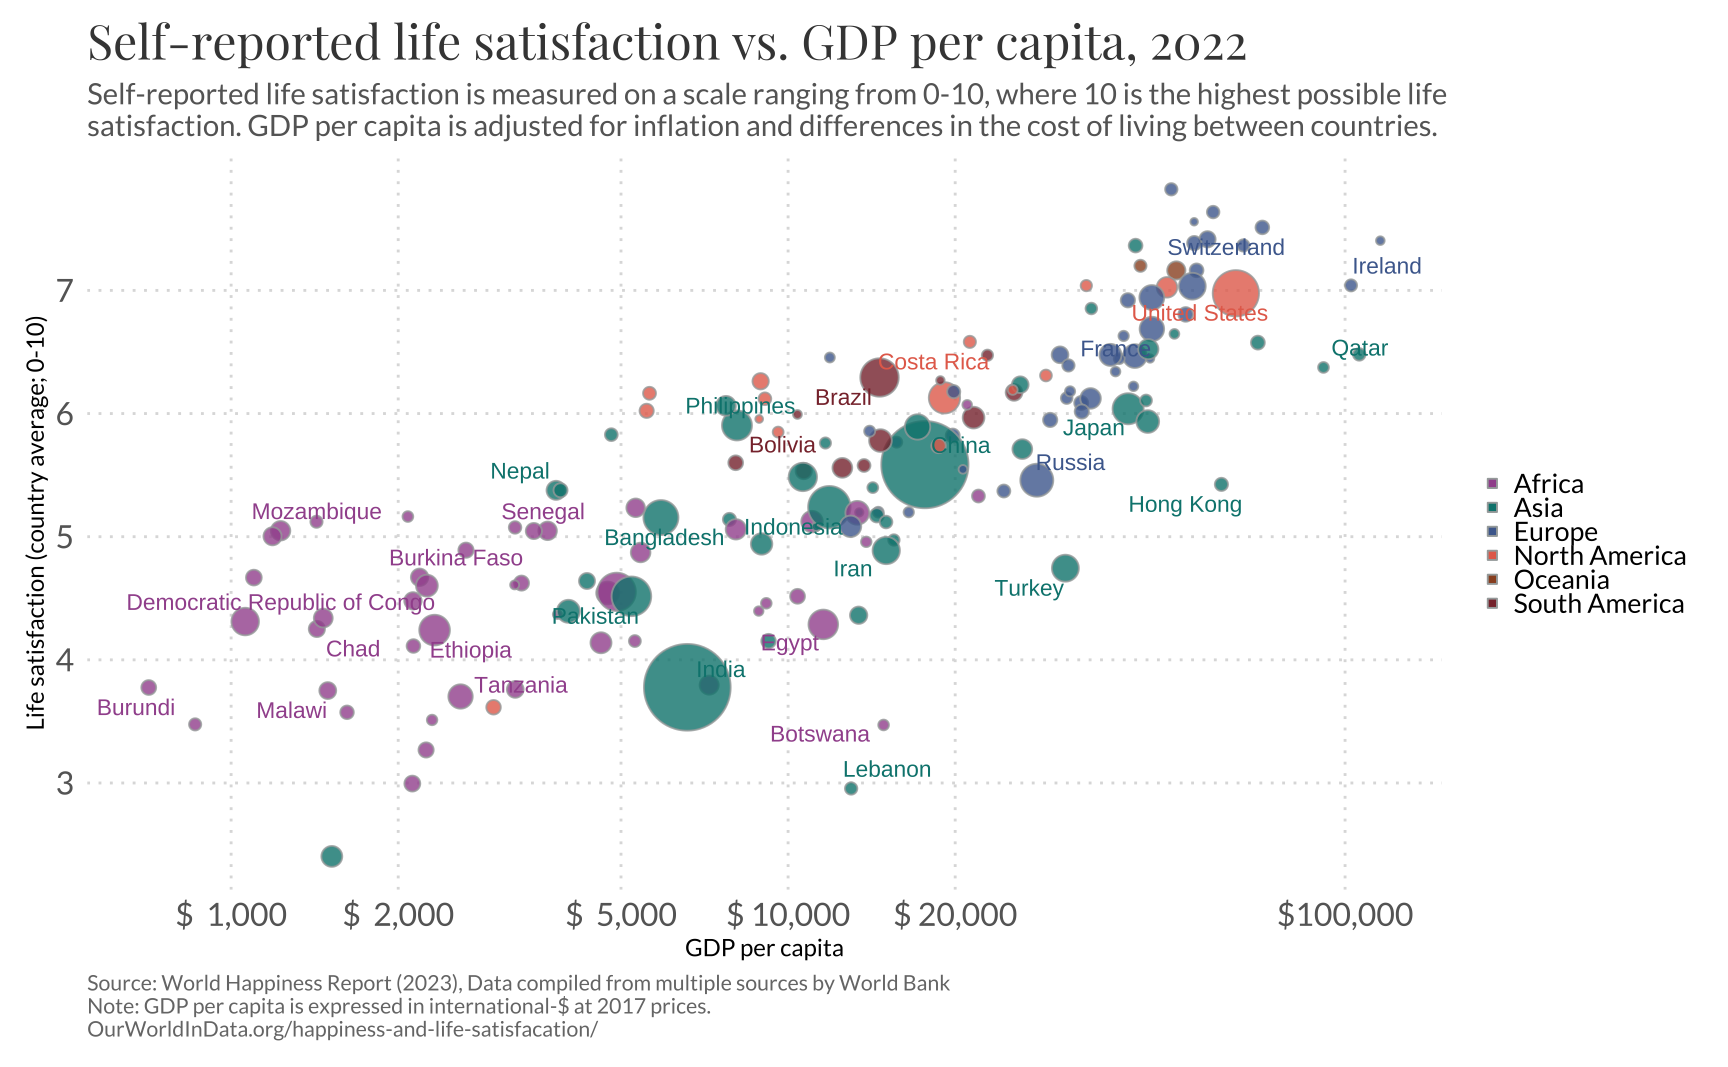 Self-reported life satisfaction vs. GDP per capita, 2022
Self-reported life satisfaction is measured on a scale ranging from 0-10, where 10 is the highest possible life
satisfaction. GDP per capita is adjusted for inflation and differences in the cost of living between countries.
Life satisfaction (country average; 0-10)
7
6
5
4
3
Switzerland
Ireland
United States
France
Qatar
Costa Rica
Brazil
Philippines
Japan
Bolivia
China
Russia
Nepal
Hong Kong
Mozambique
Senegal
Indonesia
Bangladesh
Burkina Faso
Iran
Turkey
Democratic Republic of Congo
Pakistan
Egypt
Chad
Ethiopia
India
Tanzania
Burundi
Malawi
Botswana
Lebanon
Africa
Asia
Europe
North America
Oceania
South America
$ 1,000
$ 2,000
$ 5,000
$ 10,000
$ 20,000
$100,000
GDP per capita
Source: World Happiness Report (2023), Data compiled from multiple sources by World Bank
Note: GDP per capita is expressed in international-$ at 2017 prices.
OurWorldInData.org/happiness-and-life-satisfacation/